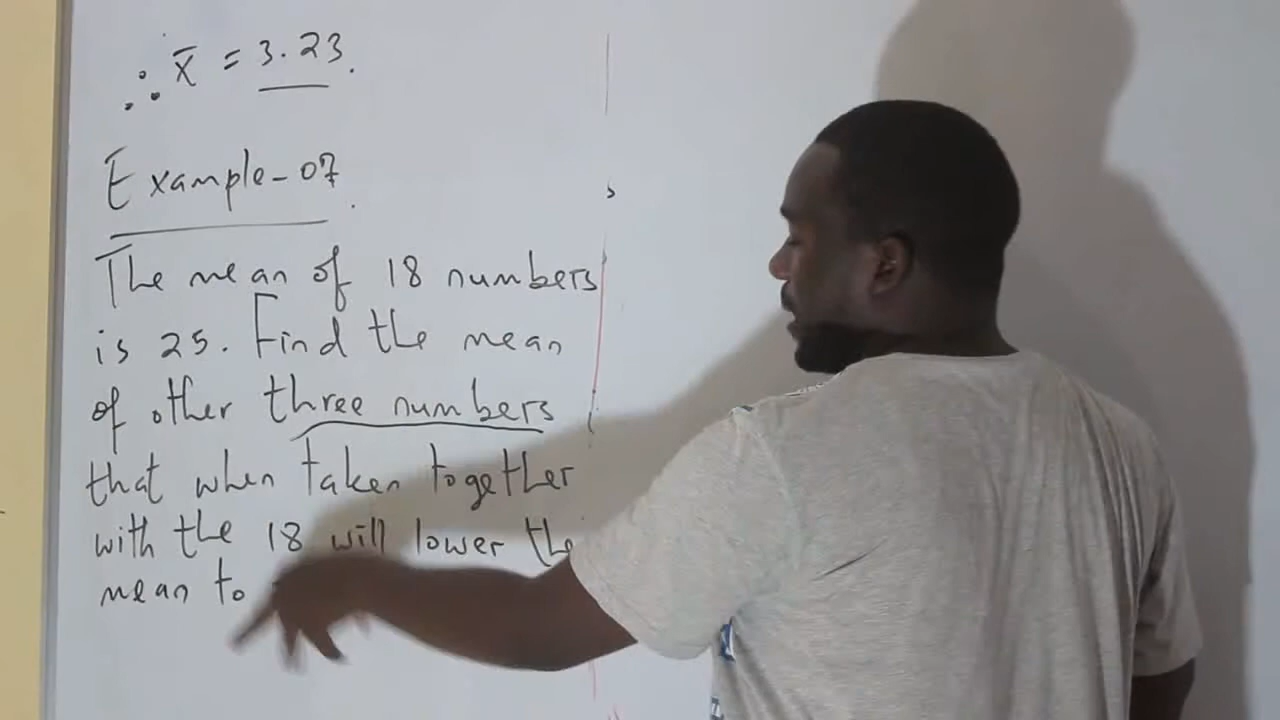 ∴ x̄ = 3.23.
Example-07.
The mean of 18 numbers
is 25. Find the mean
of other three numbers
that when taken together
with the 18 will lower the
mean to